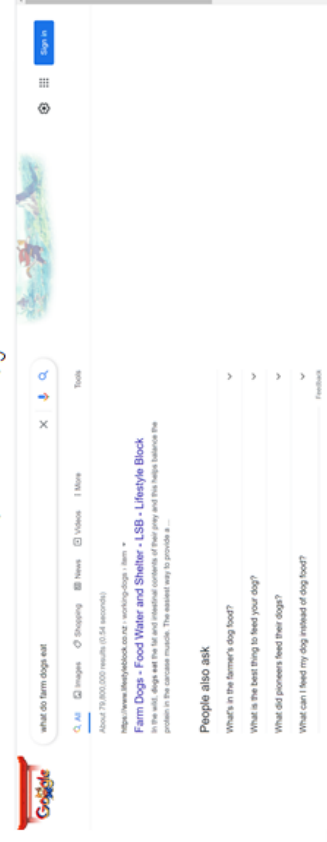 Google
what do farm dogs eat
Sign in
All Images Shopping News Videos More Tools
About 79,800,000 results (0.54 seconds)
https://www.lifestyleblock.co.nz › working-dogs › item
Farm Dogs - Food Water and Shelter - LSB - Lifestyle Block
In the wild, dogs eat the fat and intestinal contents of their prey and this helps balance the
protein in the carcase muscle. The easiest way to provide a ...
People also ask
What's in the farmer's dog food?
What is the best thing to feed your dog?
What did pioneers feed their dogs?
What can I feed my dog instead of dog food?
Feedback